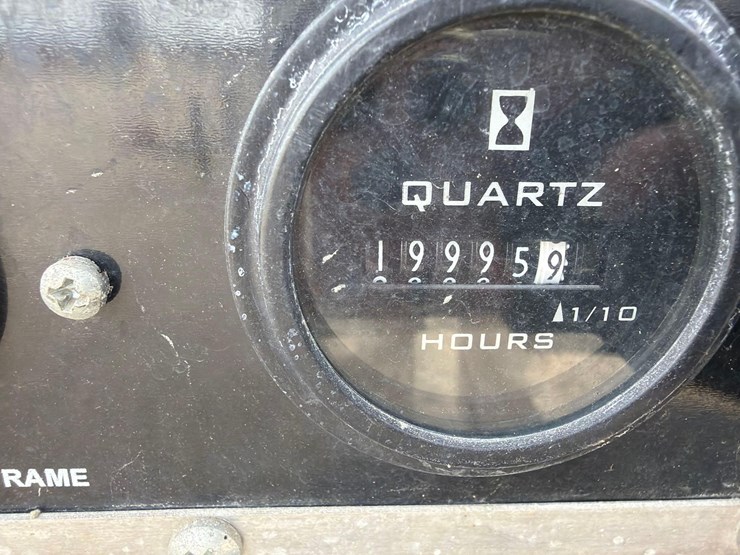 QUARTZ
199959
1/10
HOURS
RAME